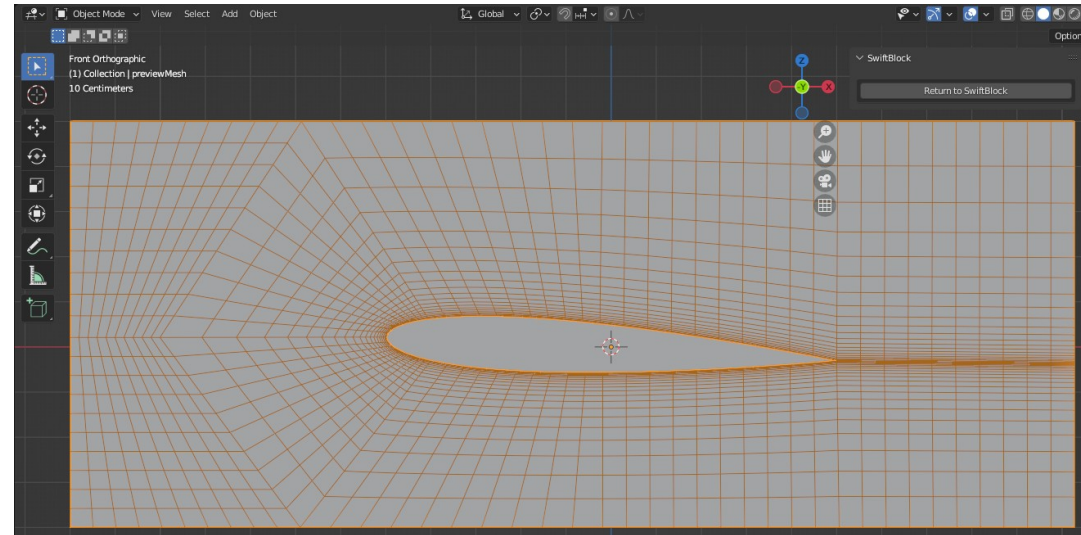 Object Mode View Select Add Object Global
Option
Front Orthographic
(1) Collection | previewMesh
10 Centimeters
Z
-Y
X
SwiftBlock
Return to SwiftBlock